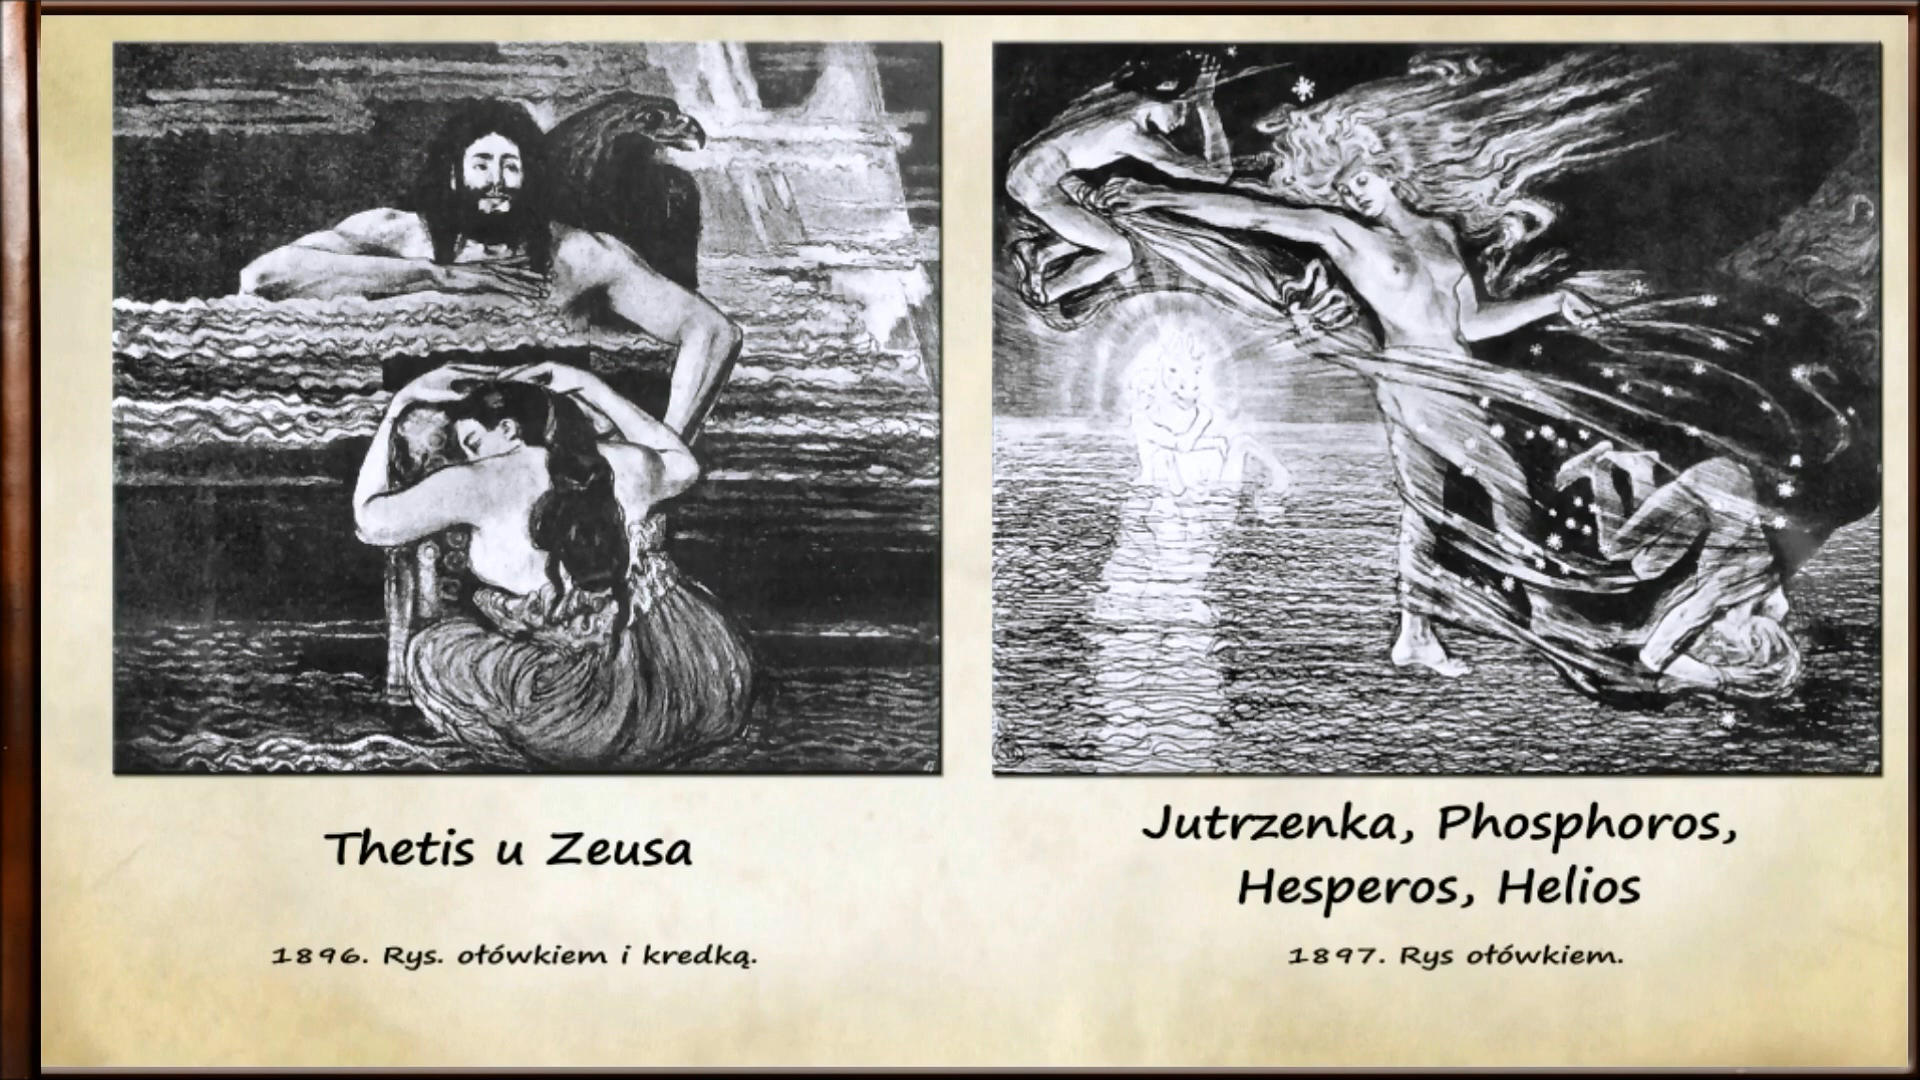 Thetis u Zeusa
1896. Rys. ołówkiem i kredką.
Jutrzenka, Phosphoros,
Hesperos, Helios
1897. Rys ołówkiem.